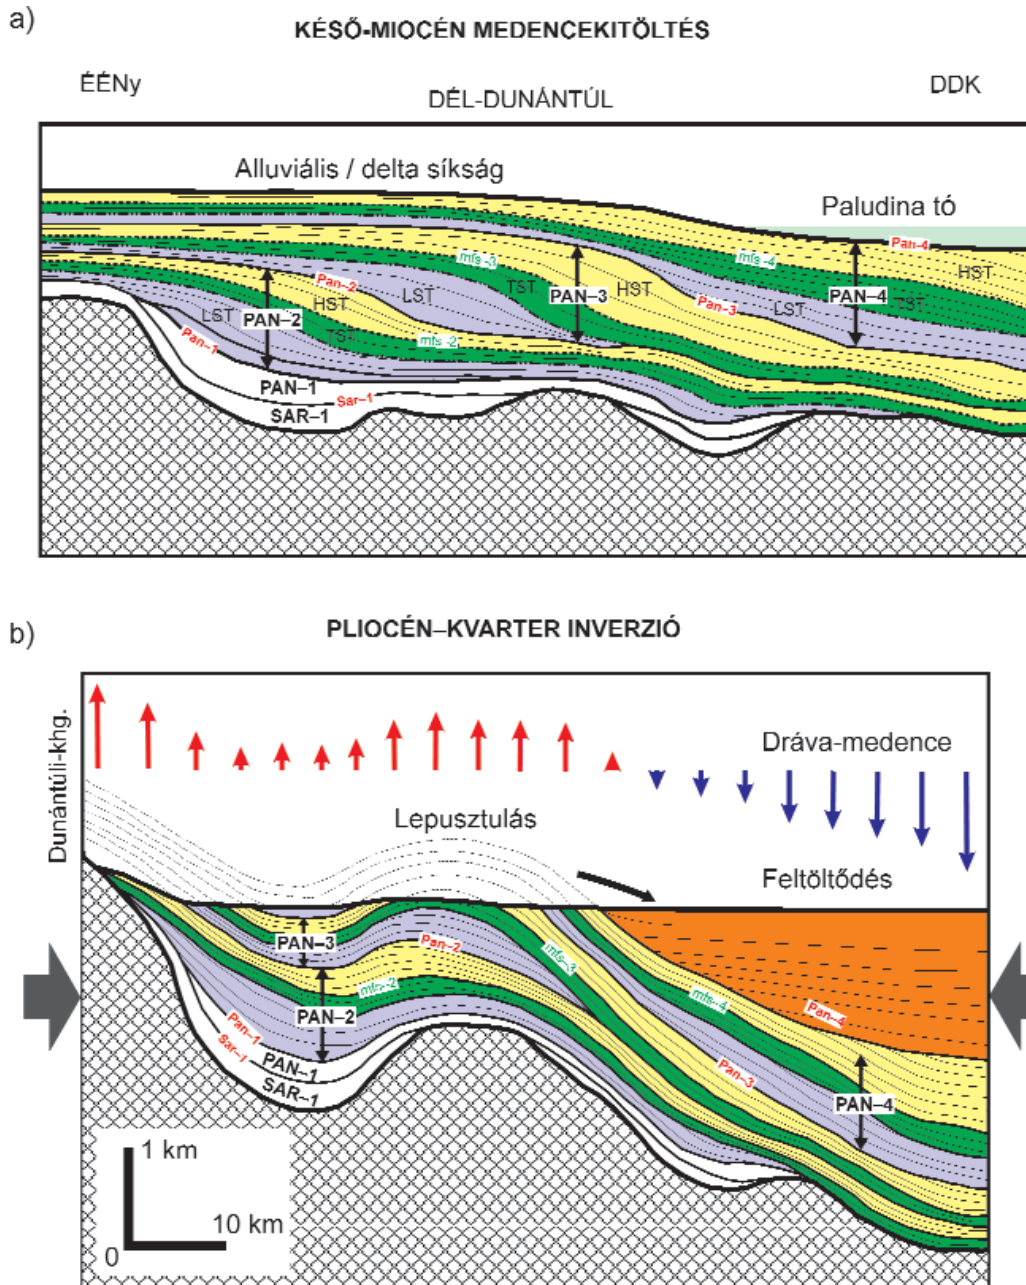 a)
KÉSŐ-MIOCÉN MEDENCEKITÖLTÉS
ÉÉNy
DÉL-DUNÁNTÚL
DDK
Alluviális / delta síkság
Paludina tó
Pan-4
mfs-3
mfs-4
HST
Pan-2
LST
TST
PAN-3
HST
Pan-3
LST
PAN-4
TST
HST
LST
PAN-2
TST
mfs-2
Pan-1
PAN-1
Sar-1
SAR-1
b)
PLIOCÉN–KVARTER INVERZIÓ
Dunántúli-khg.
Dráva-medence
Lepusztulás
Feltöltődés
PAN-3
Pan-2
mfs-3
mfs-2
mfs-4
Pan-4
PAN-2
Pan-1
Sar-1
PAN-1
SAR-1
Pan-3
PAN-4
1 km
10 km
0